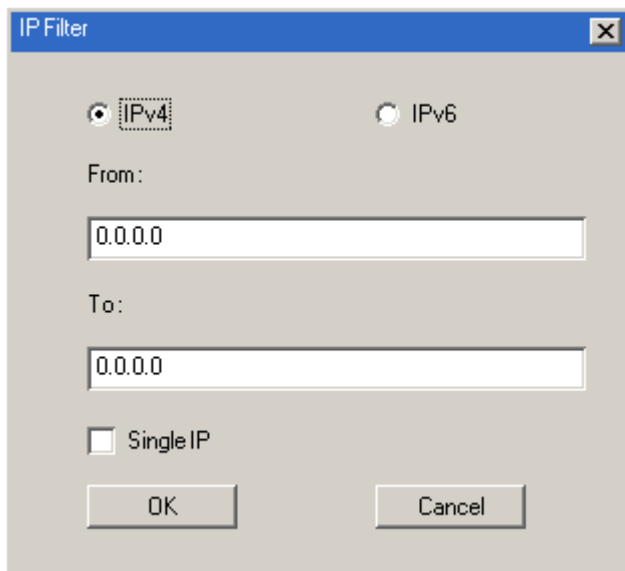 IP Filter
IPv4 IPv6
From:
0.0.0.0
To:
0.0.0.0
Single IP
OK Cancel